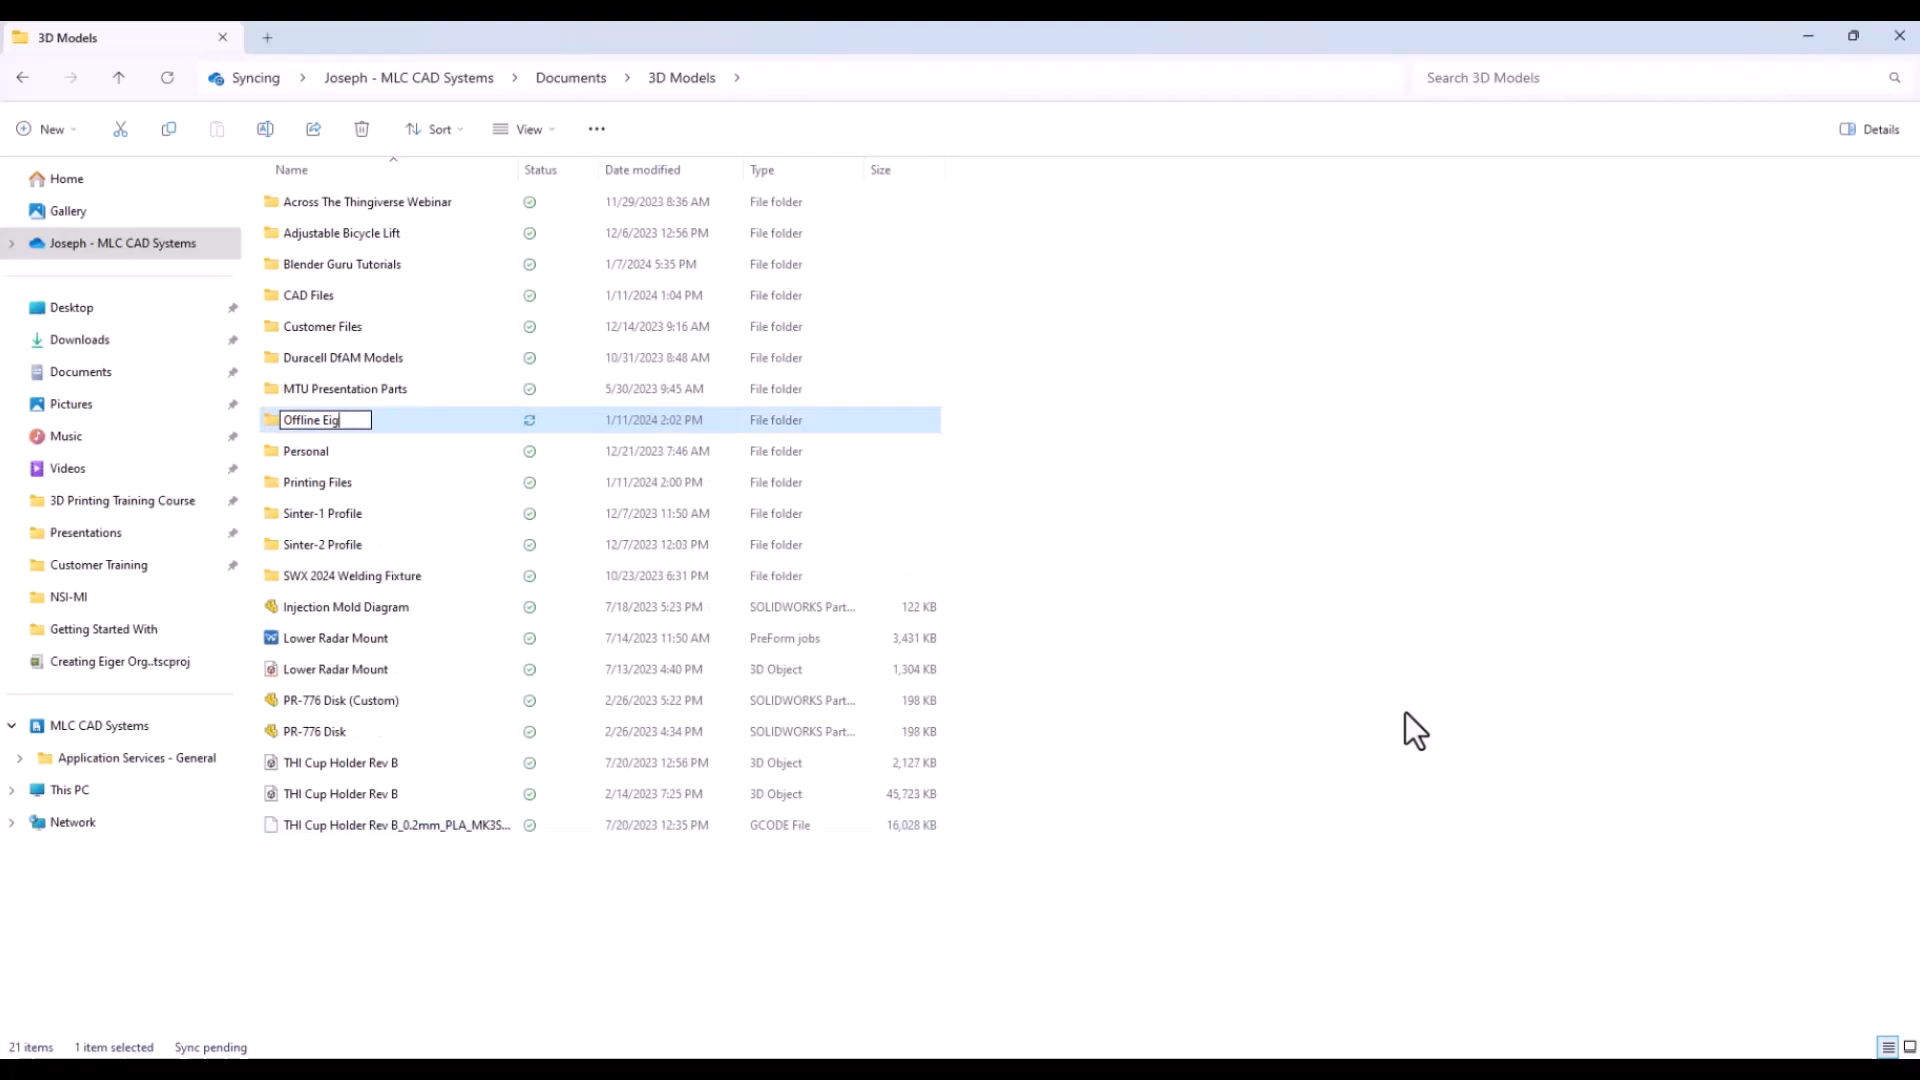 3D Models
Syncing > Joseph - MLC CAD Systems > Documents > 3D Models >
Search 3D Models
New
Sort
View
Details
Name Status Date modified Type Size
Home
Gallery
Joseph - MLC CAD Systems
Desktop
Downloads
Documents
Pictures
Music
Videos
3D Printing Training Course
Presentations
Customer Training
NSI-MI
Getting Started With
Creating Eiger Org..tscproj
MLC CAD Systems
Application Services - General
This PC
Network
Across The Thingiverse Webinar 11/29/2023 8:36 AM File folder
Adjustable Bicycle Lift 12/6/2023 12:56 PM File folder
Blender Guru Tutorials 1/7/2024 5:35 PM File folder
CAD Files 1/11/2024 1:04 PM File folder
Customer Files 12/14/2023 9:16 AM File folder
Duracell DfAM Models 10/31/2023 8:48 AM File folder
MTU Presentation Parts 5/30/2023 9:45 AM File folder
Offline Eig 1/11/2024 2:02 PM File folder
Personal 12/21/2023 7:46 AM File folder
Printing Files 1/11/2024 2:00 PM File folder
Sinter-1 Profile 12/7/2023 11:50 AM File folder
Sinter-2 Profile 12/7/2023 12:03 PM File folder
SWX 2024 Welding Fixture 10/23/2023 6:31 PM File folder
Injection Mold Diagram 7/18/2023 5:23 PM SOLIDWORKS Part... 122 KB
Lower Radar Mount 7/14/2023 11:50 AM PreForm jobs 3,431 KB
Lower Radar Mount 7/13/2023 4:40 PM 3D Object 1,304 KB
PR-776 Disk (Custom) 2/26/2023 5:22 PM SOLIDWORKS Part... 198 KB
PR-776 Disk 2/26/2023 4:34 PM SOLIDWORKS Part... 198 KB
THI Cup Holder Rev B 7/20/2023 12:56 PM 3D Object 2,127 KB
THI Cup Holder Rev B 2/14/2023 7:25 PM 3D Object 45,723 KB
THI Cup Holder Rev B_0.2mm_PLA_MK3S... 7/20/2023 12:35 PM GCODE File 16,028 KB
21 items 1 item selected Sync pending